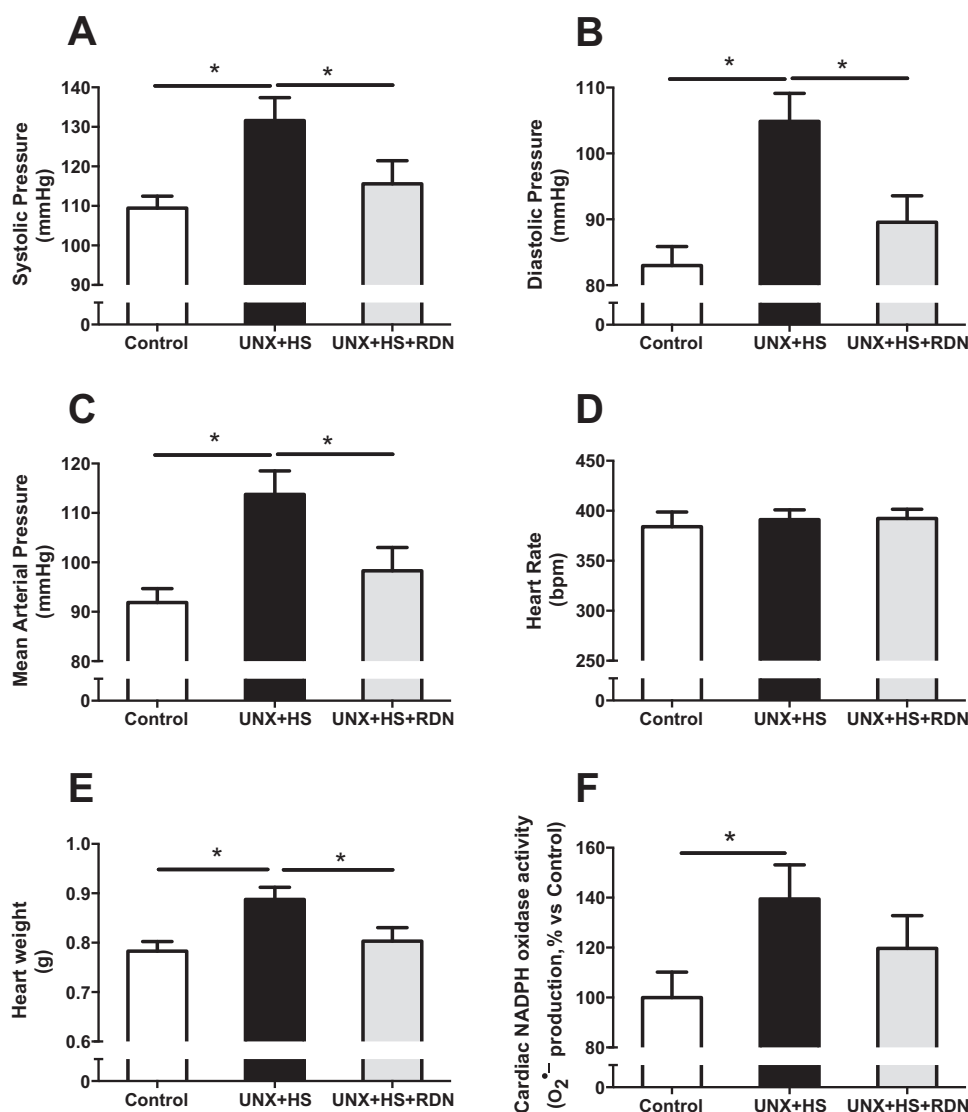 A
Systolic Pressure
(mmHg)
140
130
120
110
100
90
0
*
*
Control
UNX+HS
UNX+HS+RDN
B
Diastolic Pressure
(mmHg)
110
100
90
80
0
*
*
Control
UNX+HS
UNX+HS+RDN
C
Mean Arterial Pressure
(mmHg)
120
110
100
90
80
0
*
*
Control
UNX+HS
UNX+HS+RDN
D
Heart Rate
(bpm)
450
400
350
300
250
0
Control
UNX+HS
UNX+HS+RDN
E
Heart weight
(g)
1.0
0.9
0.8
0.7
0.6
0
*
*
Control
UNX+HS
UNX+HS+RDN
F
Cardiac NADPH oxidase activity
(O₂•– production, % vs Control)
160
140
120
100
80
0
*
Control
UNX+HS
UNX+HS+RDN